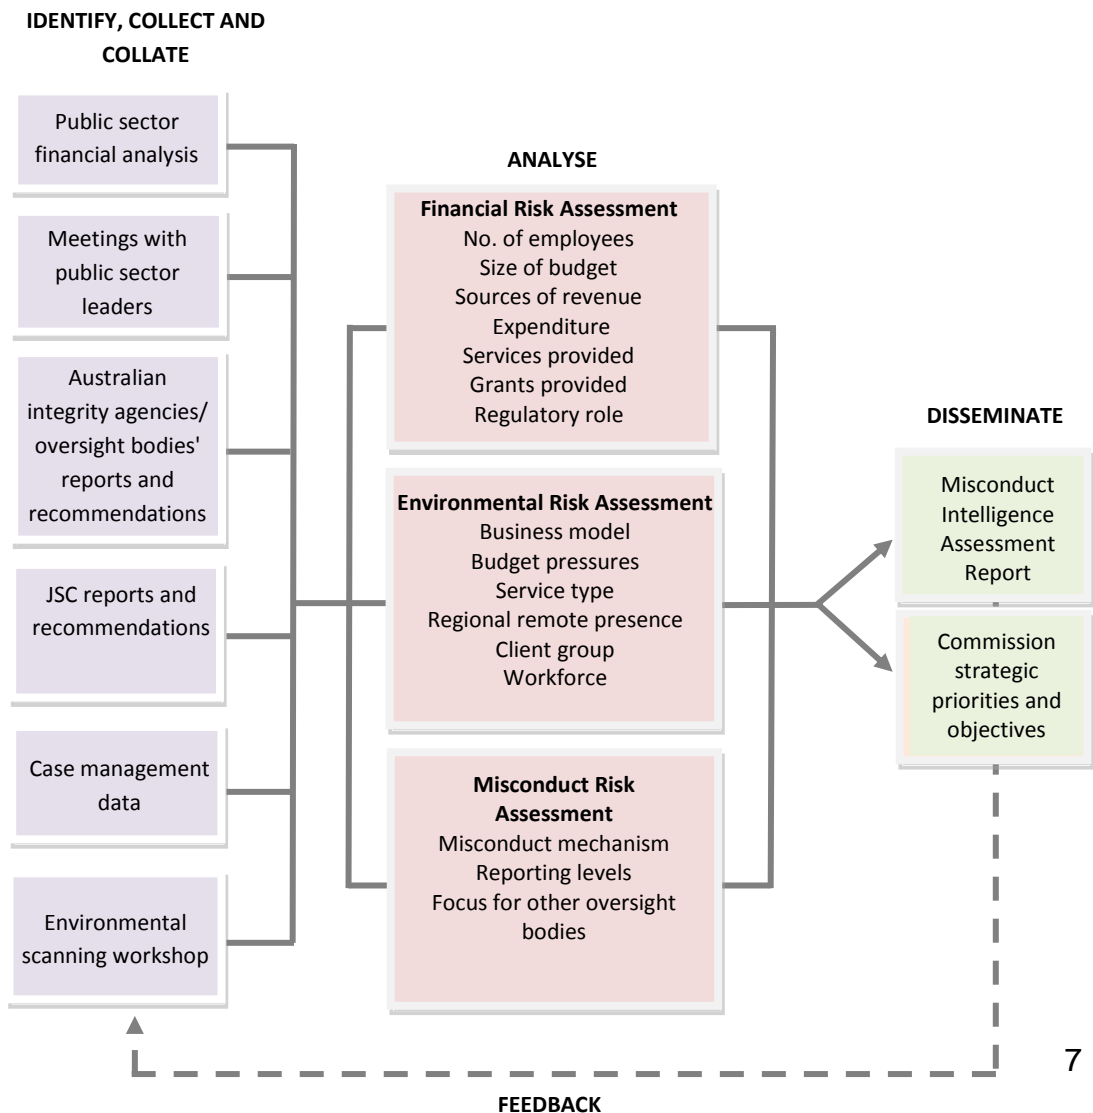 IDENTIFY, COLLECT AND
COLLATE
Public sector
financial analysis
Meetings with
public sector
leaders
Australian
integrity agencies/
oversight bodies'
reports and
recommendations
JSC reports and
recommendations
Case management
data
Environmental
scanning workshop
ANALYSE
Financial Risk Assessment
No. of employees
Size of budget
Sources of revenue
Expenditure
Services provided
Grants provided
Regulatory role
Environmental Risk Assessment
Business model
Budget pressures
Service type
Regional remote presence
Client group
Workforce
Misconduct Risk
Assessment
Misconduct mechanism
Reporting levels
Focus for other oversight
bodies
DISSEMINATE
Misconduct
Intelligence
Assessment
Report
Commission
strategic
priorities and
objectives
7
FEEDBACK